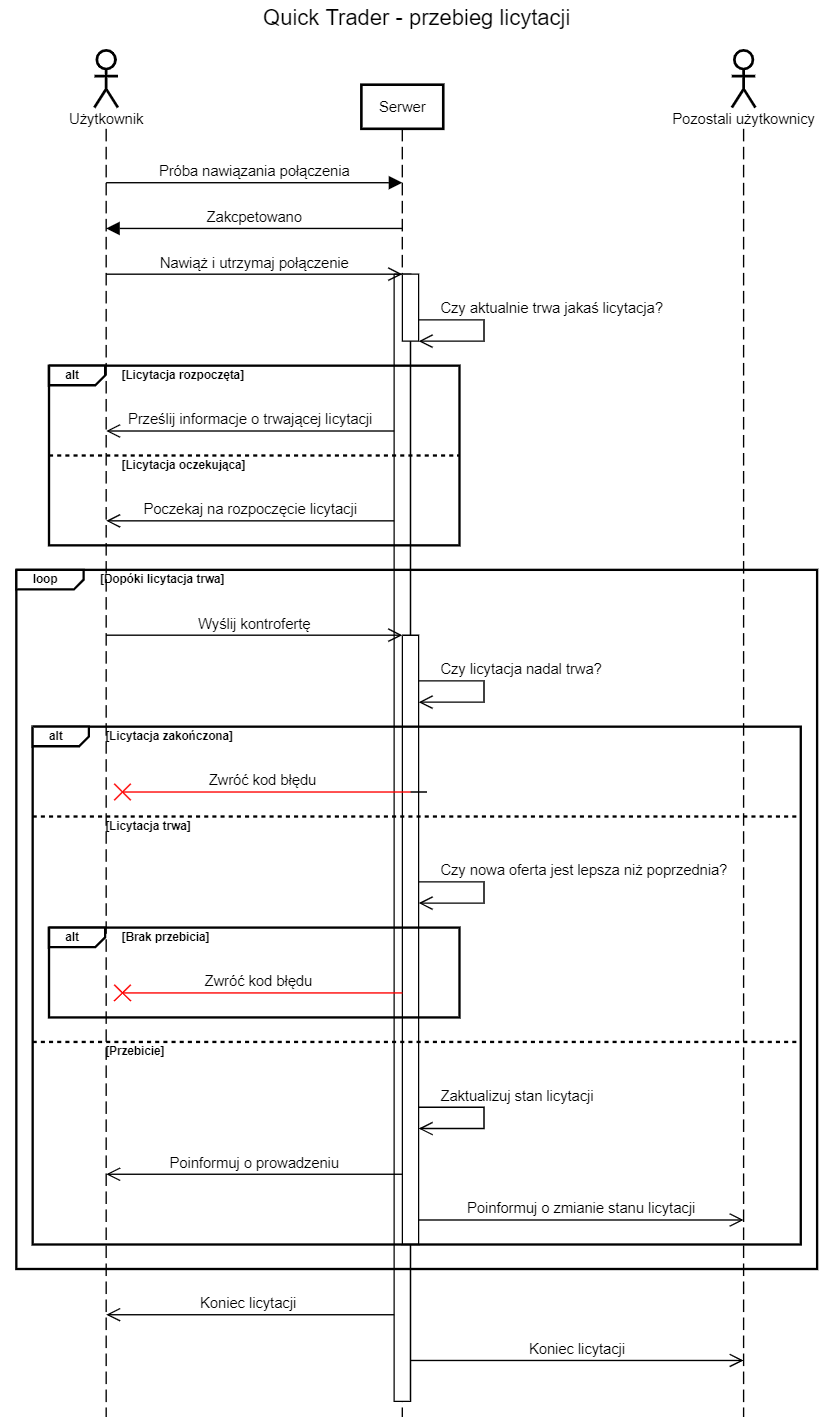 Quick Trader - przebieg licytacji
Użytkownik
Serwer
Pozostali użytkownicy
Próba nawiązania połączenia
Zakcpetowano
Nawiąż i utrzymaj połączenie
Czy aktualnie trwa jakaś licytacja?
alt
[Licytacja rozpoczęta]
Prześlij informacje o trwającej licytacji
[Licytacja oczekująca]
Poczekaj na rozpoczęcie licytacji
loop
[Dopóki licytacja trwa]
Wyślij kontrofertę
Czy licytacja nadal trwa?
alt
[Licytacja zakończona]
Zwróć kod błędu
[Licytacja trwa]
Czy nowa oferta jest lepsza niż poprzednia?
alt
[Brak przebicia]
Zwróć kod błędu
[Przebicie]
Zaktualizuj stan licytacji
Poinformuj o prowadzeniu
Poinformuj o zmianie stanu licytacji
Koniec licytacji
Koniec licytacji